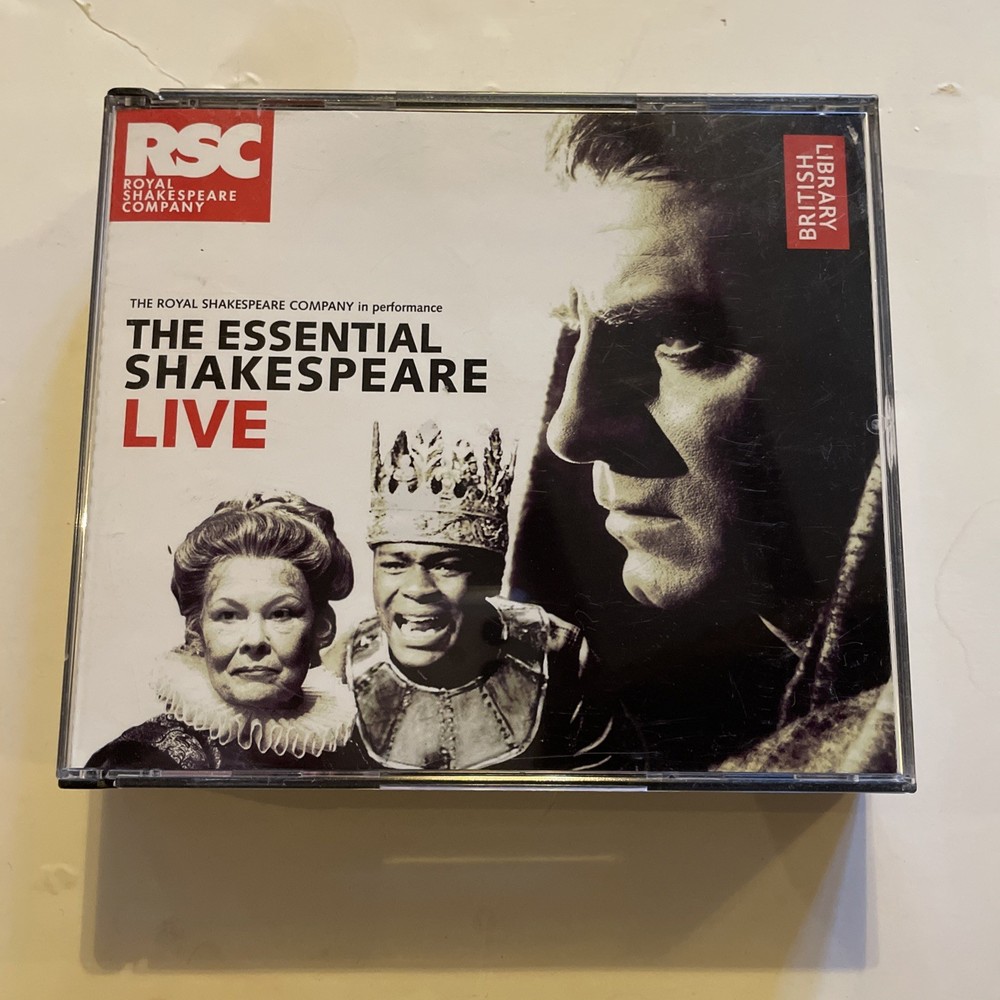 RSC
ROYAL
SHAKESPEARE
COMPANY
LIBRARY
BRITISH
THE ROYAL SHAKESPEARE COMPANY in performance
THE ESSENTIAL
SHAKESPEARE
LIVE